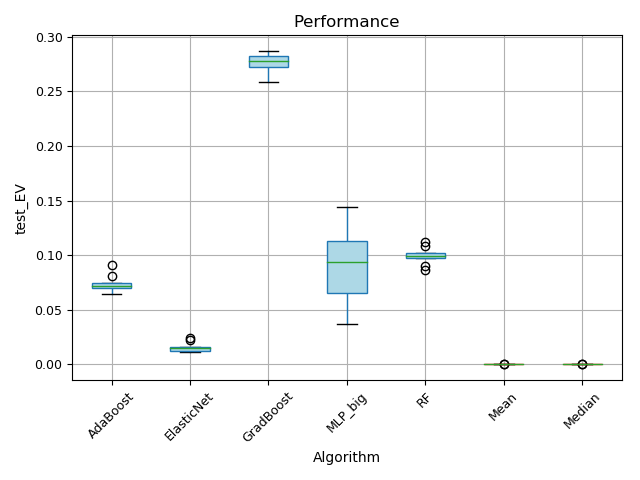 Performance
0.30
0.25
0.20
0.15
0.10
0.05
0.00
test_EV
AdaBoost
ElasticNet
GradBoost
MLP_big
RF
Mean
Median
Algorithm